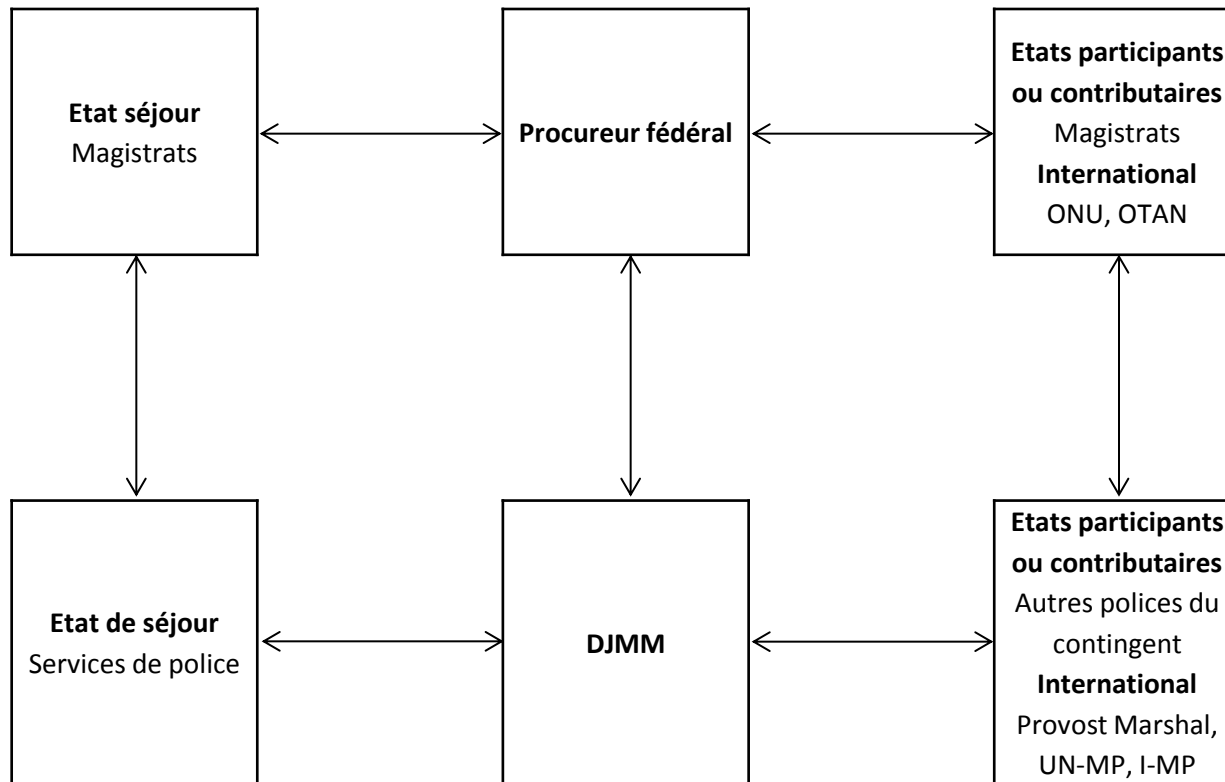 Etat séjour
Magistrats
Procureur fédéral
Etats participants
ou contributaires
Magistrats
International
ONU, OTAN
Etat de séjour
Services de police
DJMM
Etats participants
ou contributaires
Autres polices du
contingent
International
Provost Marshal,
UN-MP, I-MP